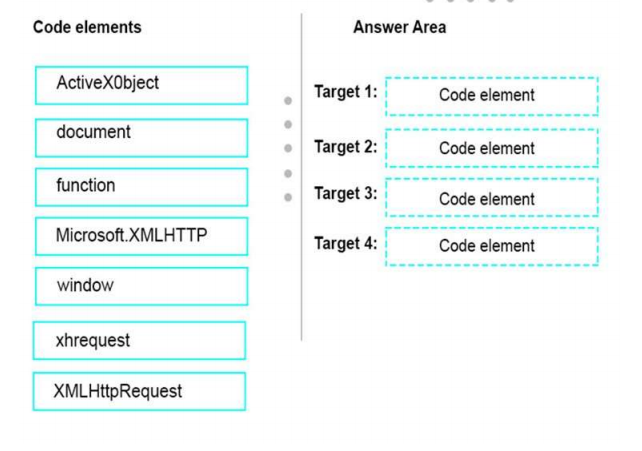 Code elements
ActiveX0bject
document
function
Microsoft.XMLHTTP
window
xhrequest
XMLHttpRequest
Answer Area
Target 1: Code element
Target 2: Code element
Target 3: Code element
Target 4: Code element